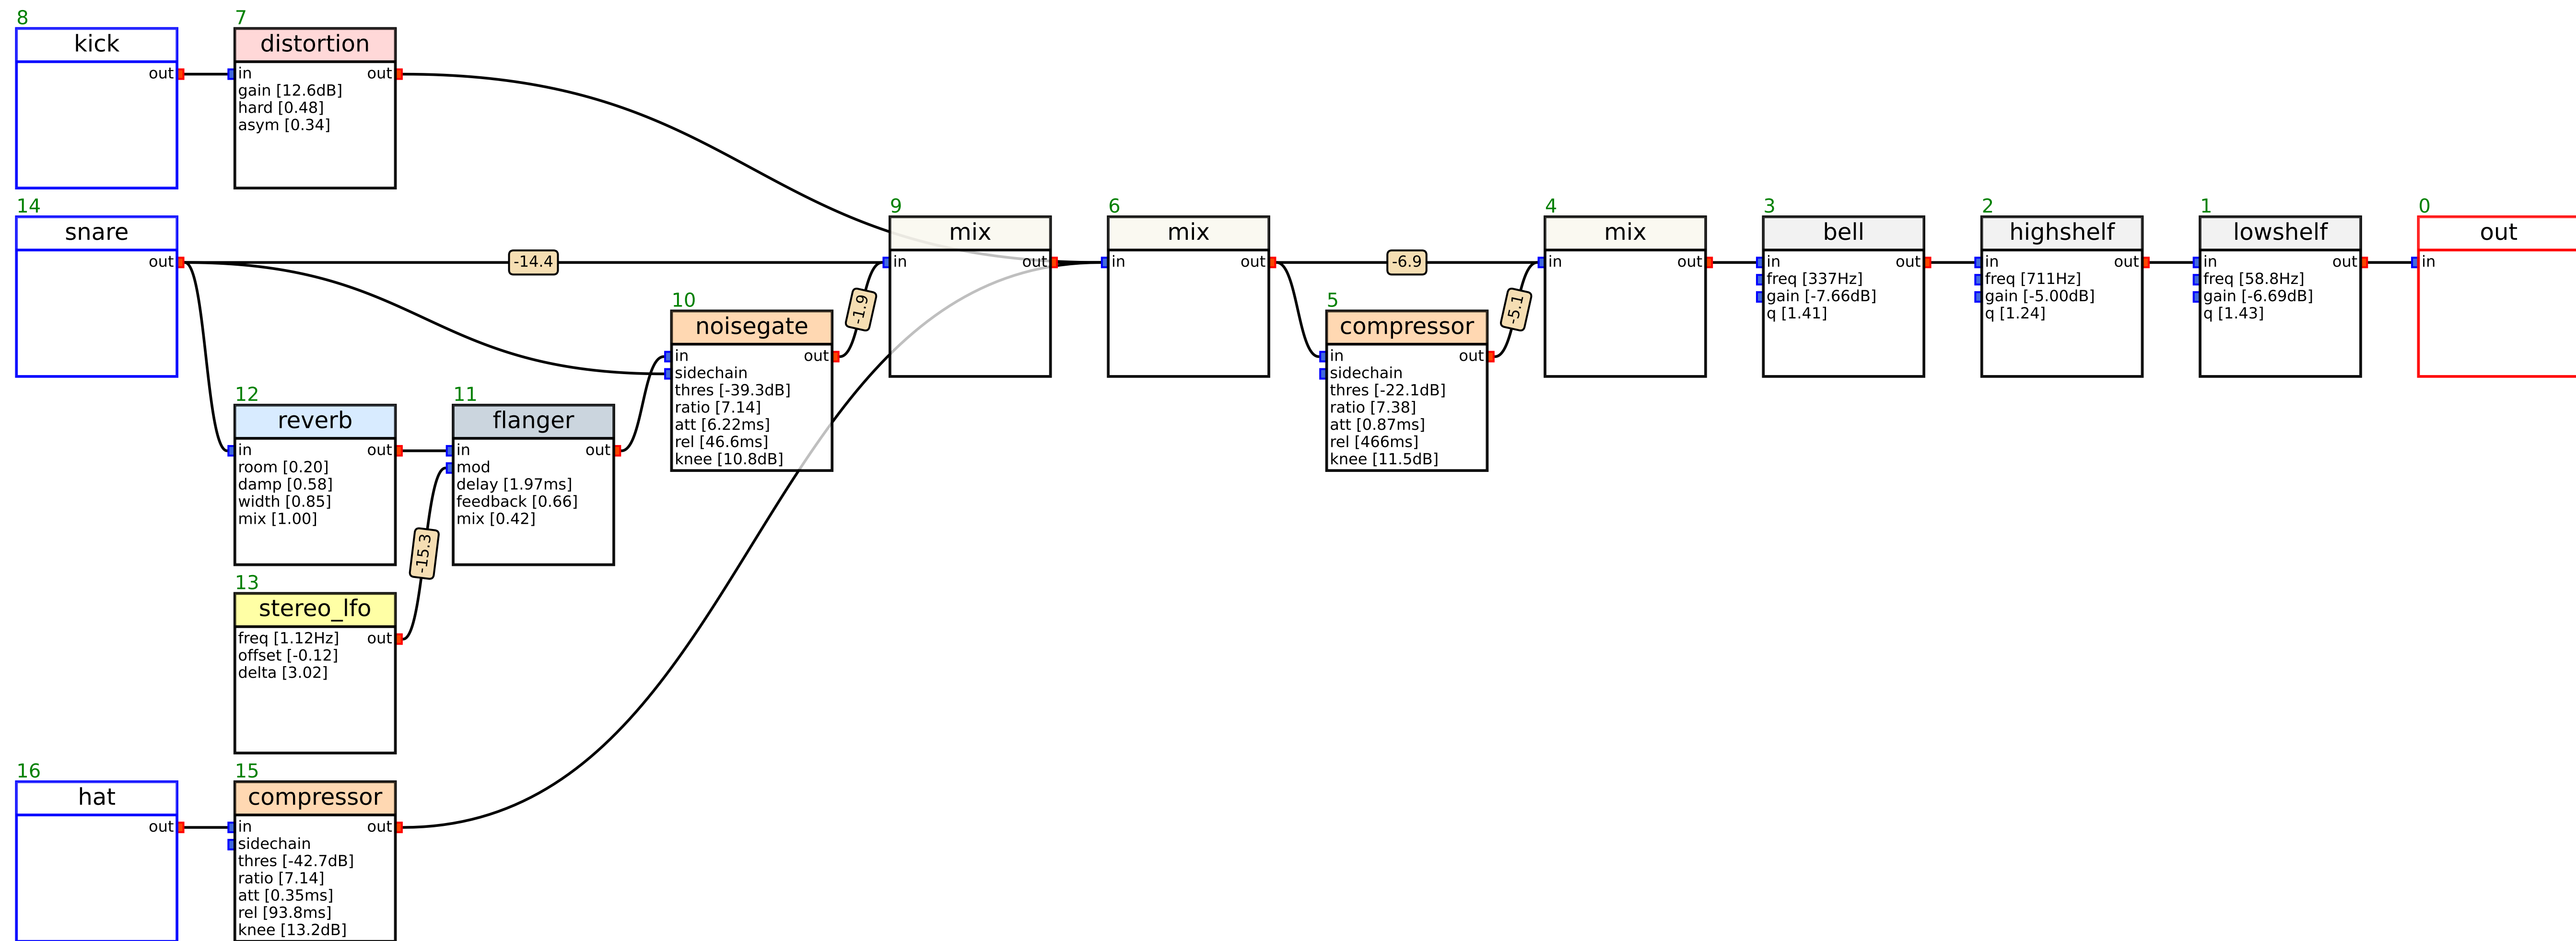 8
kick
out
7
distortion
in out
gain [12.6dB]
hard [0.48]
asym [0.34]
14
snare
out
-14.4
9
mix
in out
6
mix
in out
-6.9
4
mix
in out
3
bell
in out
freq [337Hz]
gain [-7.66dB]
q [1.41]
2
highshelf
in out
freq [711Hz]
gain [-5.00dB]
q [1.24]
1
lowshelf
in out
freq [58.8Hz]
gain [-6.69dB]
q [1.43]
0
out
in
10
noisegate
in out
sidechain
thres [-39.3dB]
ratio [7.14]
att [6.22ms]
rel [46.6ms]
knee [10.8dB]
-1.9
5
compressor
in out
sidechain
thres [-22.1dB]
ratio [7.38]
att [0.87ms]
rel [466ms]
knee [11.5dB]
-5.1
12
reverb
in out
room [0.20]
damp [0.58]
width [0.85]
mix [1.00]
11
flanger
in out
mod
delay [1.97ms]
feedback [0.66]
mix [0.42]
-15.3
13
stereo_lfo
freq [1.12Hz] out
offset [-0.12]
delta [3.02]
16
hat
out
15
compressor
in out
sidechain
thres [-42.7dB]
ratio [7.14]
att [0.35ms]
rel [93.8ms]
knee [13.2dB]